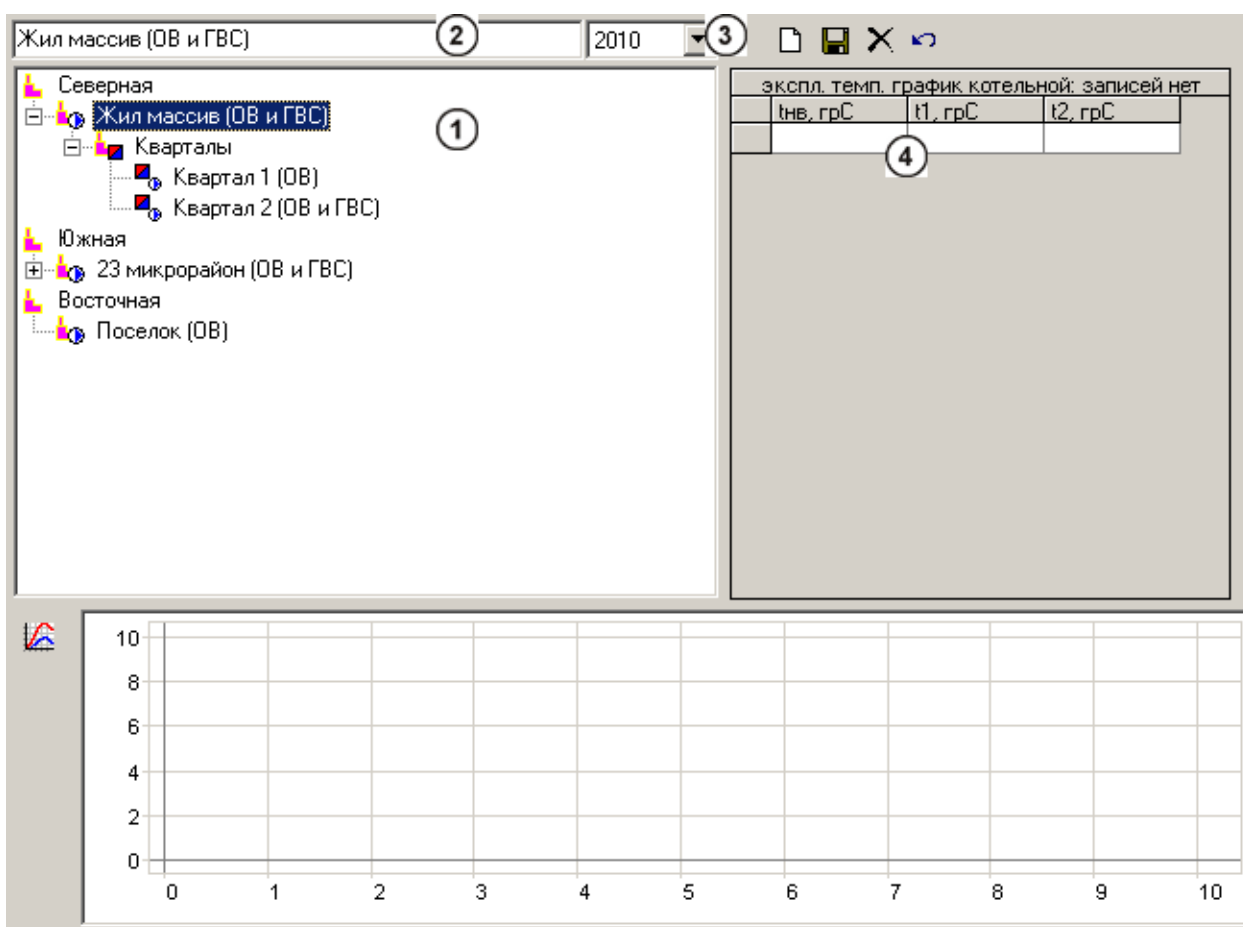 Жил массив (ОВ и ГВС) 2 2010 3
Северная
Жил массив (ОВ и ГВС)
1
Кварталы
Квартал 1 (ОВ)
Квартал 2 (ОВ и ГВС)
Южная
23 микрорайон (ОВ и ГВС)
Восточная
Поселок (ОВ)
экспл. темп. график котельной: записей нет
tнв, грС t1, грС t2, грС
4
10
8
6
4
2
0
0 1 2 3 4 5 6 7 8 9 10